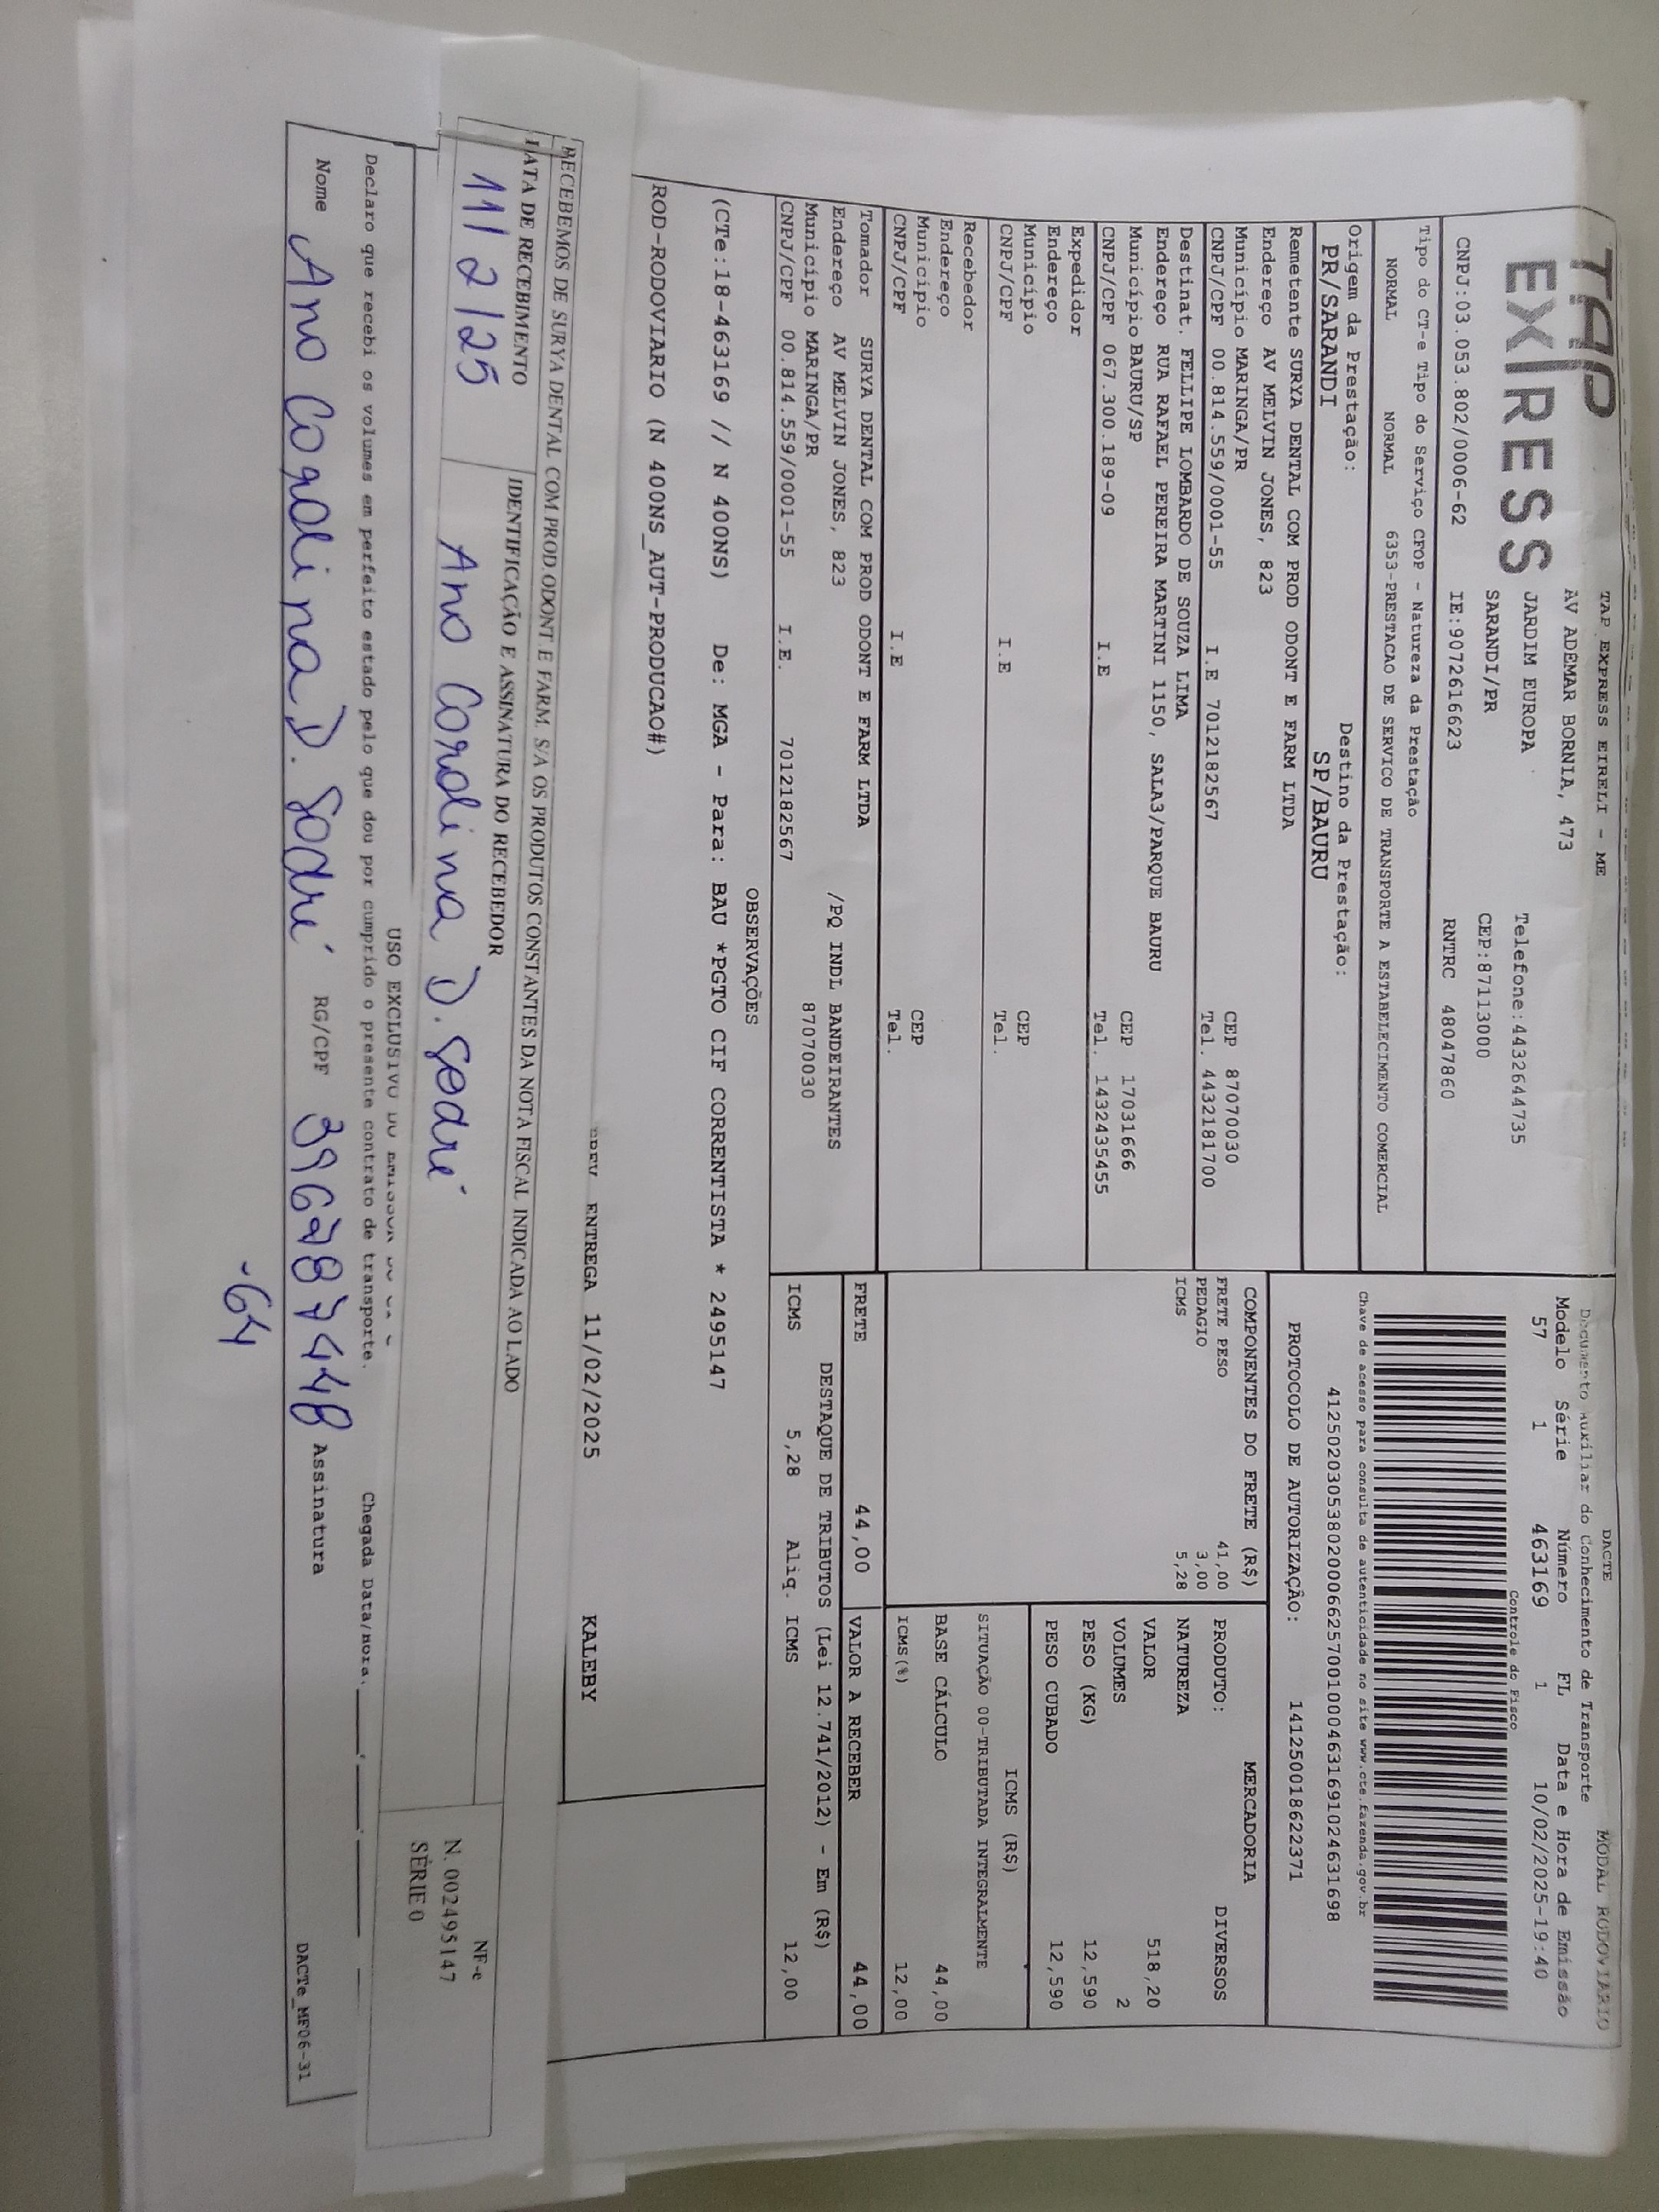 TAP
EXPRESS
TAP EXPRESS EIRELI - ME
AV ADEMAR BORNIA, 473
JARDIM EUROPA Telefone:4432644735
SARANDI/PR CEP:87113000
CNPJ:03.053.802/0006-62 IE:9072616623 RNTRC 48047860
DACTE MODAL RODOVIARIO
Documento Auxiliar do Conhecimento de Transporte
Modelo Série Número FL Data e Hora de Emissão
57 1 463169 1 10/02/2025-19:40
Controle do Fisco
Chave de acesso para consulta de autenticidade no site www.cte.fazenda.gov.br
41250203053802000662570010004631691024631698
PROTOCOLO DE AUTORIZAÇÃO: 141250018622371
Tipo do CT-e Tipo do Serviço CFOP - Natureza da Prestação
NORMAL NORMAL 6353-PRESTACAO DE SERVICO DE TRANSPORTE A ESTABELECIMENTO COMERCIAL
Origem da Prestação: Destino da Prestação:
PR/SARANDI SP/BAURU
Remetente SURYA DENTAL COM PROD ODONT E FARM LTDA
Endereço AV MELVIN JONES, 823
Município MARINGA/PR CEP 87070030
CNPJ/CPF 00.814.559/0001-55 I.E 7012182567 Tel. 4432181700
Destinat. FELLIPE LOMBARDO DE SOUZA LIMA
Endereço RUA RAFAEL PEREIRA MARTINI 1150, SALA3/PARQUE BAURU
Município BAURU/SP CEP 17031666
CNPJ/CPF 067.300.189-09 I.E Tel. 1432435455
Expedidor
Endereço
Município CEP
CNPJ/CPF I.E Tel.
Recebedor
Endereço
Município CEP
CNPJ/CPF I.E Tel.
Tomador SURYA DENTAL COM PROD ODONT E FARM LTDA
Endereço AV MELVIN JONES, 823 /PQ INDL BANDEIRANTES
Município MARINGA/PR 87070030
CNPJ/CPF 00.814.559/0001-55 I.E. 7012182567
COMPONENTES DO FRETE (R$)
FRETE PESO 41,00
PEDAGIO 3,00
ICMS 5,28
MERCADORIA
PRODUTO: DIVERSOS
NATUREZA
VALOR 518,20
VOLUMES 2
PESO (KG) 12,590
PESO CUBADO 12,590
ICMS (R$)
SITUAÇÃO 00-TRIBUTADA INTEGRALMENTE
BASE CÁLCULO 44,00
ICMS(%) 12,00
FRETE 44,00 VALOR A RECEBER 44,00
DESTAQUE DE TRIBUTOS (Lei 12.741/2012) - Em (R$)
ICMS 5,28 Aliq. ICMS 12,00
OBSERVAÇÕES
(CTe:18-463169 // N 400NS) De: MGA - Para: BAU *PGTO CIF CORRENTISTA * 2495147
ROD-RODOVIARIO (N 400NS_AUT-PRODUCAO#)
ENTREGA 11/02/2025 KALEBY
RECEBEMOS DE SURYA DENTAL COM.PROD.ODONT.E FARM. S/A OS PRODUTOS CONSTANTES DA NOTA FISCAL INDICADA AO LADO
DATA DE RECEBIMENTO IDENTIFICAÇÃO E ASSINATURA DO RECEBEDOR
11/2/25 Ana Carolina D. Sodré
NF-e
N. 002495147
SÉRIE 0
USO EXCLUSIVO DO
Declaro que recebi os volumes em perfeito estado pelo que dou por cumprido o presente contrato de transporte. Chegada Data/hora.
Nome Ana Carolina D. Sodré RG/CPF 396287448 Assinatura
-64
DACTe_MF06-31